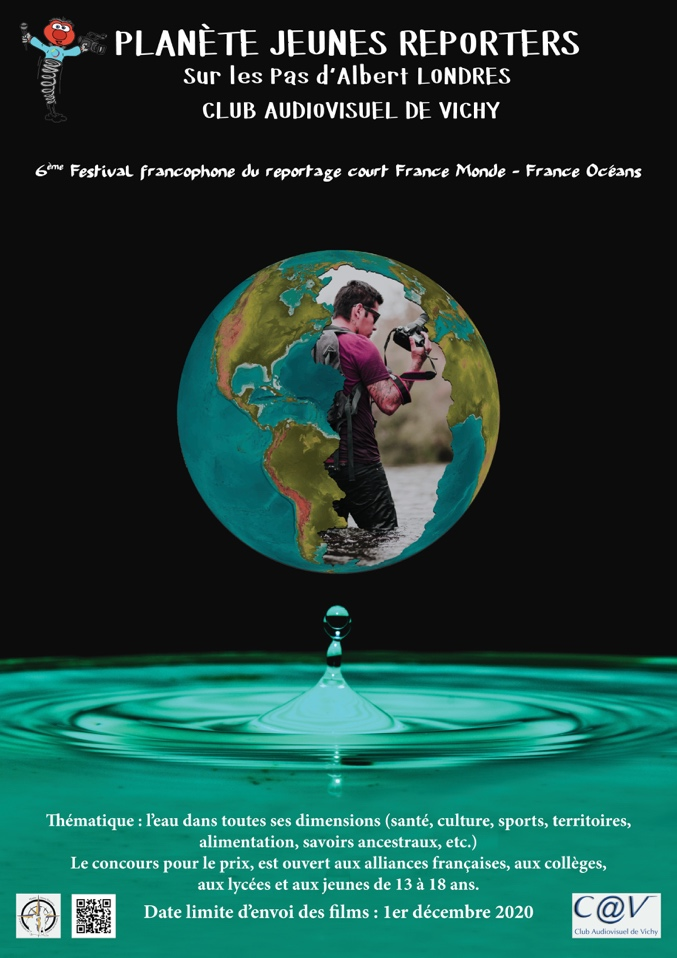 PLANÈTE JEUNES REPORTERS
Sur les Pas d'Albert LONDRES
CLUB AUDIOVISUEL DE VICHY
6ème Festival francophone du reportage court France Monde - France Océans
Thématique : l'eau dans toutes ses dimensions (santé, culture, sports, territoires,
alimentation, savoirs ancestraux, etc.)
Le concours pour le prix, est ouvert aux alliances françaises, aux collèges,
aux lycées et aux jeunes de 13 à 18 ans.
Date limite d'envoi des films : 1er décembre 2020
C@V
Club Audiovisuel de Vichy